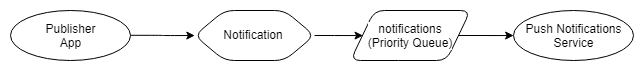 Publisher
App
Notification
notifications
(Priority Queue)
Push Notifications
Service